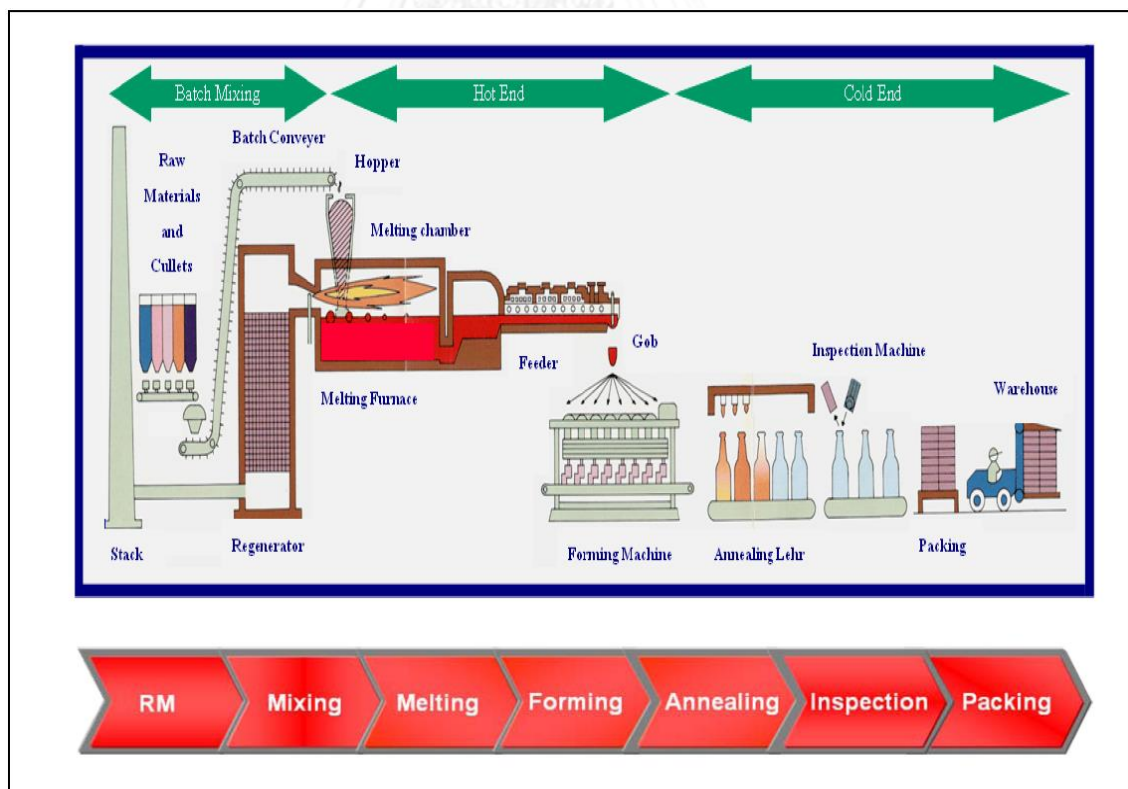 Batch Mixing
Hot End
Cold End
Batch Conveyer
Raw
Materials
and
Cullets
Hopper
Melting chamber
Gob
Feeder
Inspection Machine
Warehouse
Melting Furnace
Stack
Regenerator
Forming Machine
Annealing Lehr
Packing
RM
Mixing
Melting
Forming
Annealing
Inspection
Packing